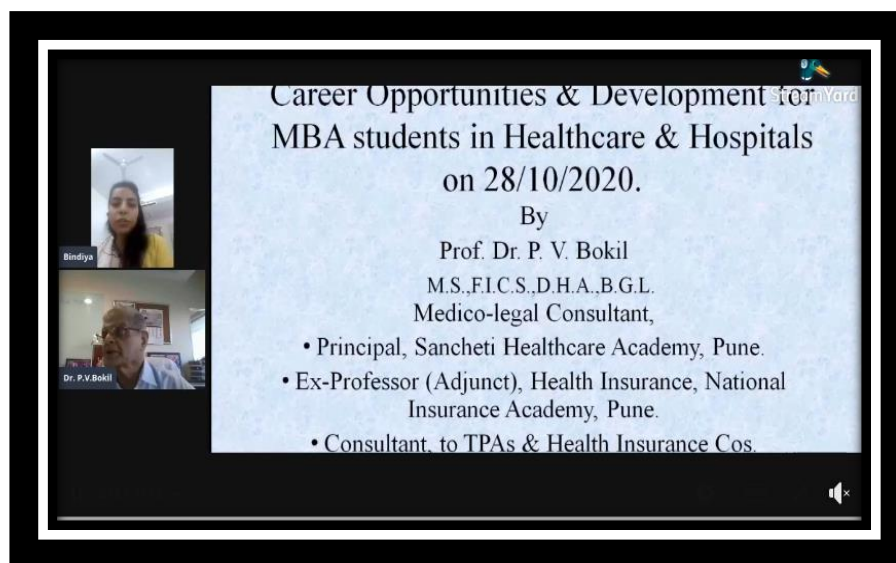 StreamYard
Career Opportunities & Development for
MBA students in Healthcare & Hospitals
on 28/10/2020.
By
Prof. Dr. P. V. Bokil
M.S.,F.I.C.S.,D.H.A.,B.G.L.
Medico-legal Consultant,
• Principal, Sancheti Healthcare Academy, Pune.
• Ex-Professor (Adjunct), Health Insurance, National
Insurance Academy, Pune.
• Consultant, to TPAs & Health Insurance Cos.
Bindiya
Dr. P.V.Bokil